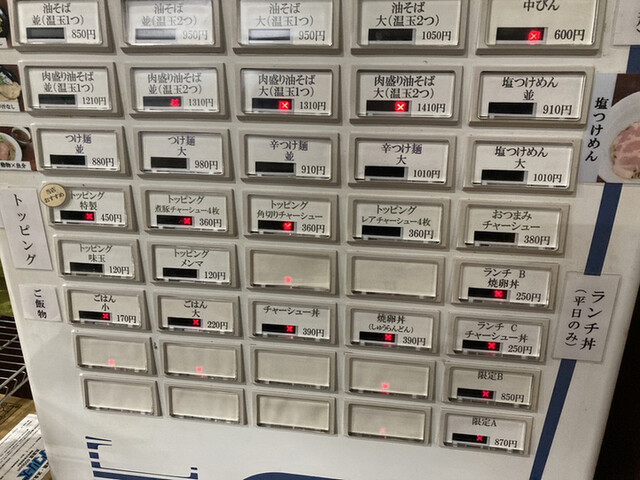 油そば
並(温玉1つ)
850円
油そば
並(温玉2つ)
950円
油そば
大(温玉1つ)
950円
油そば
大(温玉2つ)
1050円
中びん
600円
肉盛り油そば
並(温玉1つ)
1210円
肉盛り油そば
並(温玉2つ)
1310円
肉盛り油そば
大(温玉1つ)
1310円
肉盛り油そば
大(温玉2つ)
1410円
塩つけめん
並
910円
つけ麺
並
880円
つけ麺
大
980円
辛つけ麺
並
910円
辛つけ麺
大
1010円
塩つけめん
大
1010円
塩つけめん
トッピング
当店
おすすめ
トッピング
特製
450円
トッピング
煮豚チャーシュー4枚
360円
トッピング
角切りチャーシュー
360円
トッピング
レアチャーシュー4枚
360円
おつまみ
チャーシュー
380円
トッピング
味玉
120円
トッピング
メンマ
120円
ランチ B
焼卵丼
250円
ご飯物
ごはん
小
170円
ごはん
大
220円
チャーシュー丼
390円
焼卵丼
(しゅうらんどん)
390円
ランチ C
チャーシュー丼
250円
ランチ丼
(平日のみ)
限定B
850円
限定A
870円